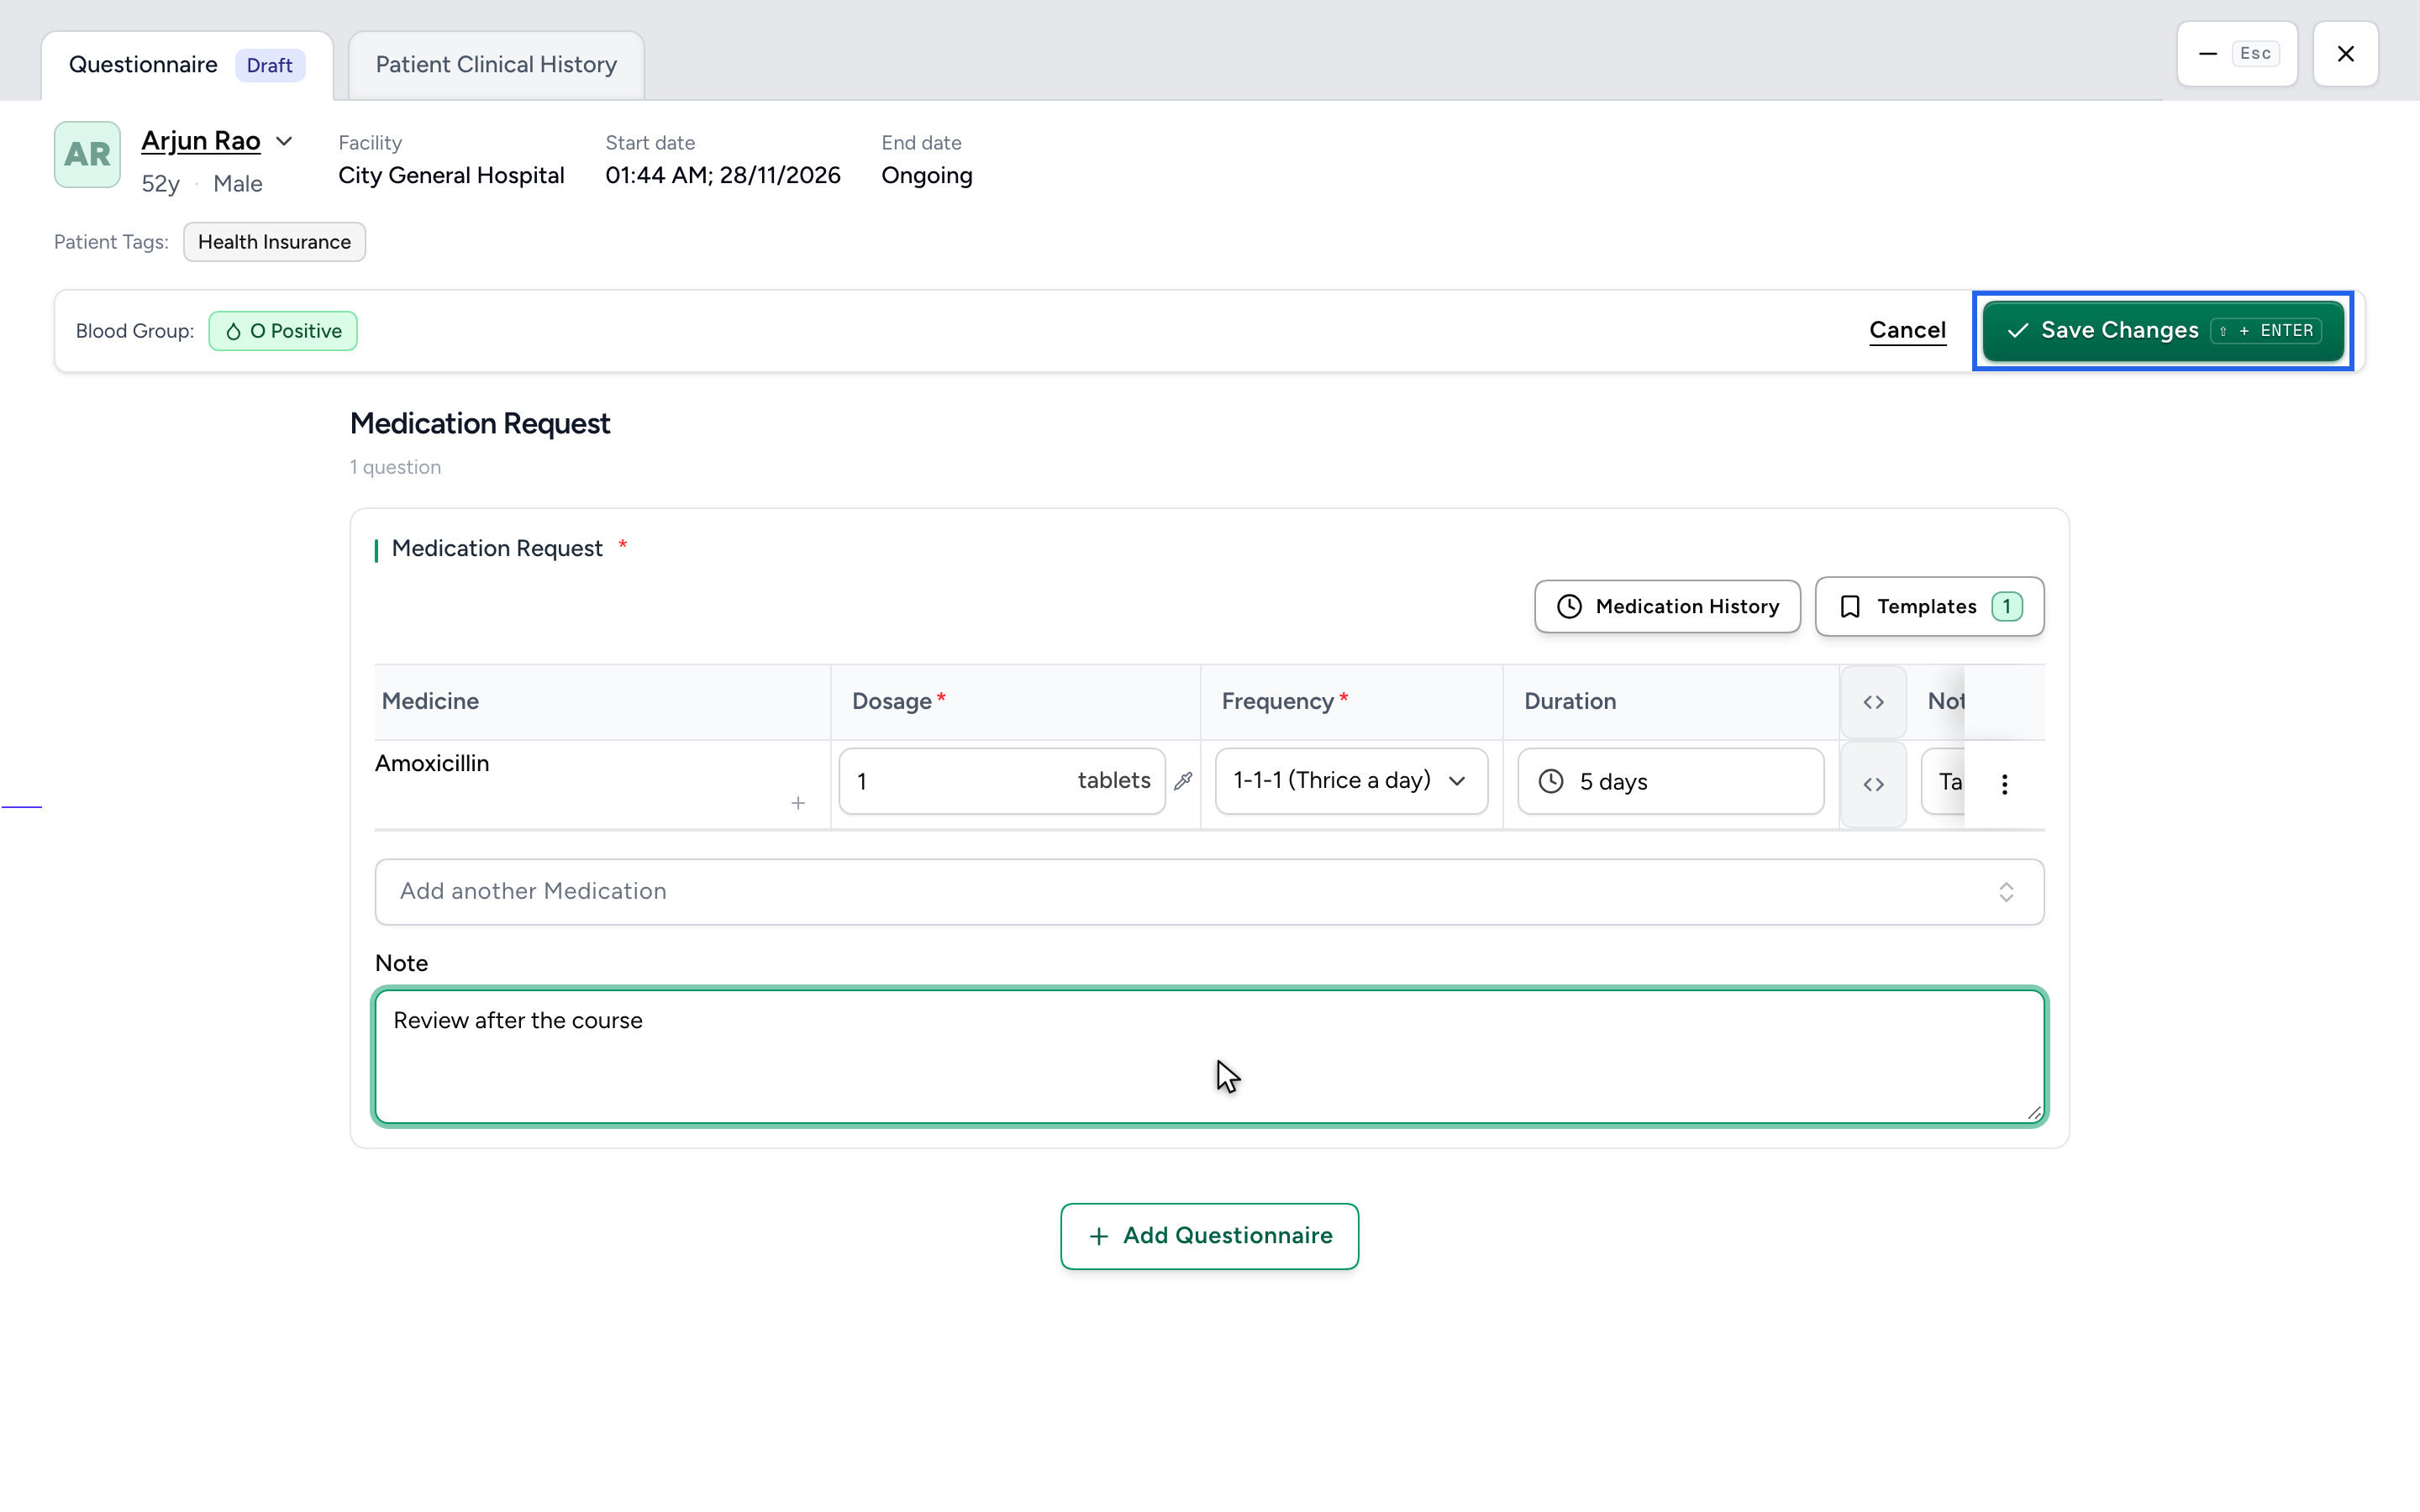 Questionnaire Draft Patient Clinical History Esc
AR Arjun Rao
52y · Male
Facility
City General Hospital
Start date
01:44 AM; 28/11/2026
End date
Ongoing
Patient Tags: Health Insurance
Blood Group: O Positive Cancel Save Changes ⇧ + ENTER
Medication Request
1 question
Medication Request *
Medication History Templates 1
Medicine Dosage * Frequency * Duration <> Not
Amoxicillin 1 tablets 1-1-1 (Thrice a day) 5 days <> Ta
Add another Medication
Note
Review after the course
+ Add Questionnaire